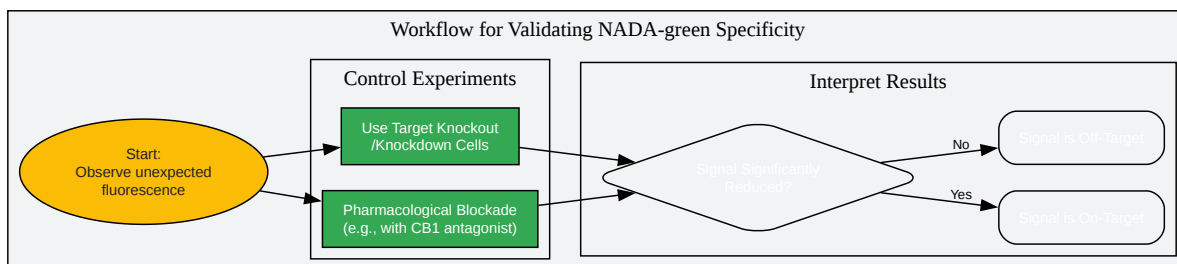 Workflow for Validating NADA-green Specificity
Control Experiments
Interpret Results
Start:
Observe unexpected
fluorescence
Use Target Knockout
/Knockdown Cells
Pharmacological Blockade
(e.g., with CB1 antagonist)
Signal Significantly
Reduced?
No
Yes
Signal is Off-Target
Signal is On-Target